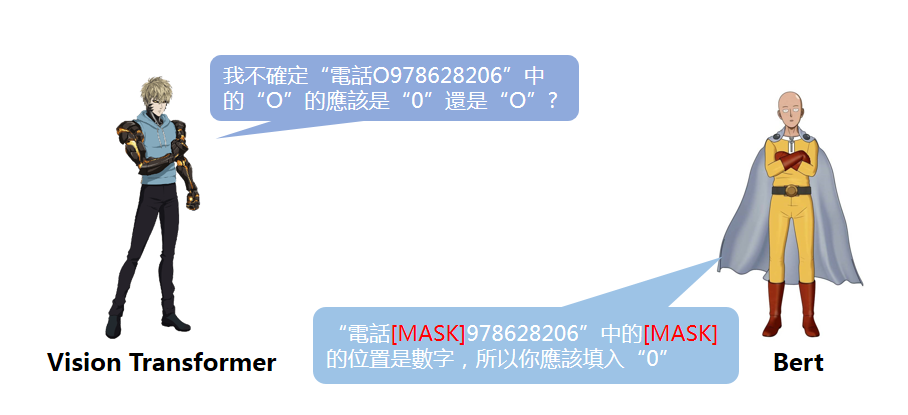 我不確定“電話O978628206”中
的“O”的應該是“0”還是“O”?
“電話[MASK]978628206”中的[MASK]
的位置是數字，所以你應該填入“0”
Vision Transformer
Bert